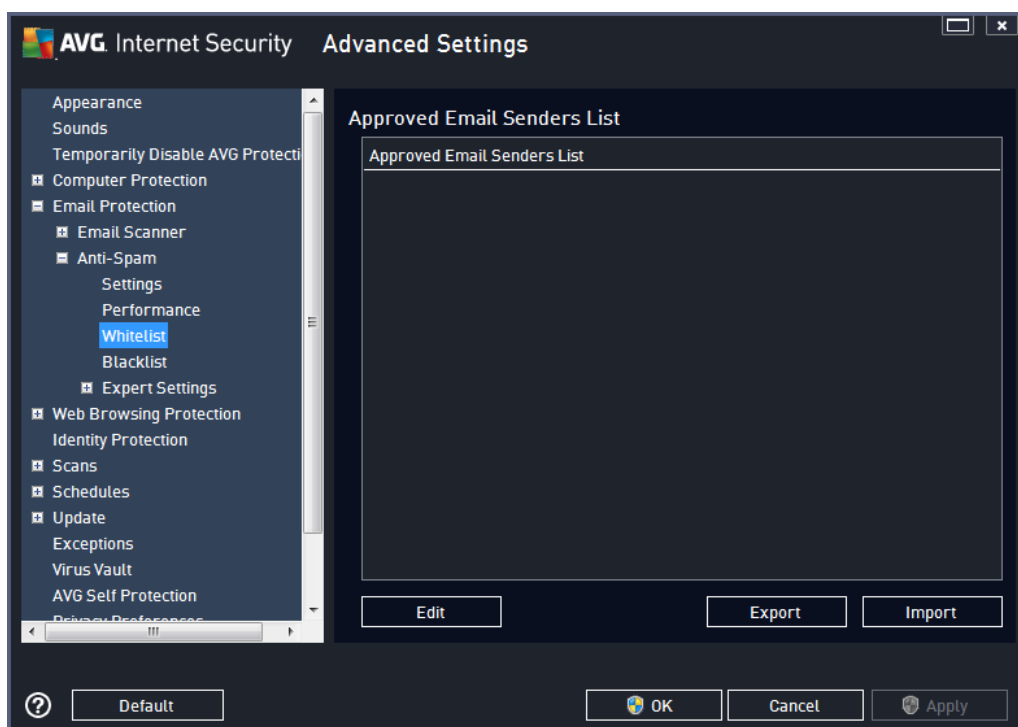 AVG. Internet Security Advanced Settings
Appearance
Sounds
Temporarily Disable AVG Protecti
Computer Protection
Email Protection
Email Scanner
Anti-Spam
Settings
Performance
Whitelist
Blacklist
Expert Settings
Web Browsing Protection
Identity Protection
Scans
Schedules
Update
Exceptions
Virus Vault
AVG Self Protection
Privacy Preferences
Approved Email Senders List
Approved Email Senders List
Edit
Export
Import
Default
OK
Cancel
Apply